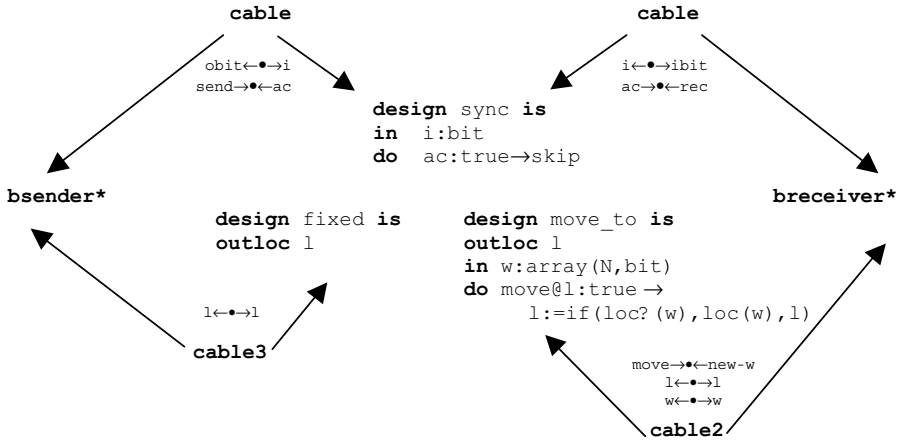 cable
cable
obit←●→i
send→●←ac
i←●→ibit
ac→●←rec
design sync is
in i:bit
do ac:true→skip
bsender*
breceiver*
design fixed is
outloc l
design move_to is
outloc l
in w:array(N,bit)
do move@l:true→
l:=if(loc?(w),loc(w),l)
l←●→l
cable3
move→●←new-w
l←●→l
w←●→w
cable2